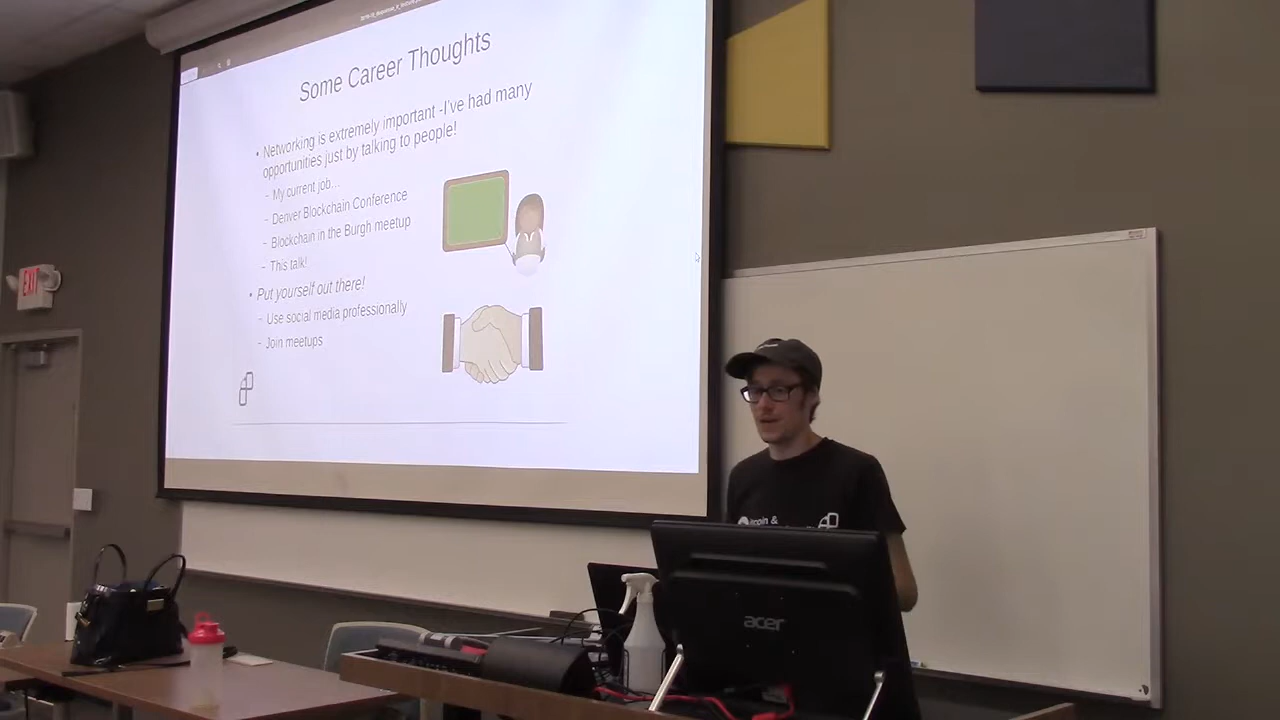 Some Career Thoughts
• Networking is extremely important -I've had many
opportunities just by talking to people!
– My current job...
– Denver Blockchain Conference
– Blockchain in the Burgh meetup
– This talk!
• Put yourself out there!
– Use social media professionally
– Join meetups
EXIT
acer